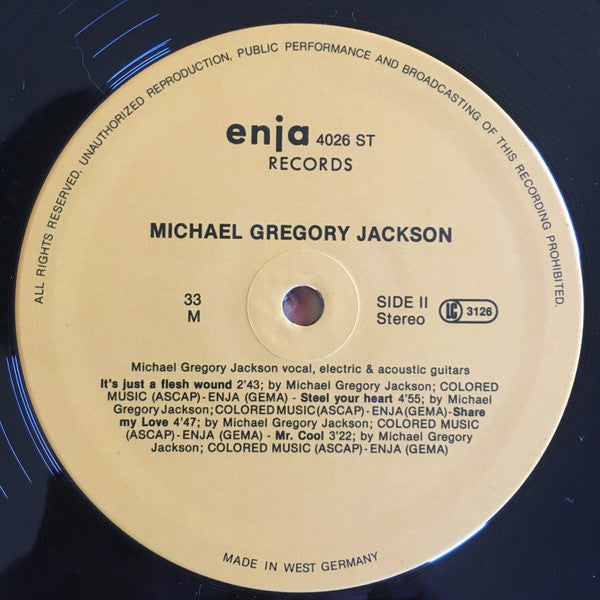 ALL RIGHTS RESERVED. UNAUTHORIZED REPRODUCTION, PUBLIC PERFORMANCE AND BROADCASTING OF THIS RECORDING PROHIBITED.
enja 4026 ST
RECORDS
MICHAEL GREGORY JACKSON
33
M
SIDE II
Stereo
LC 3126
Michael Gregory Jackson vocal, electric & acoustic guitars
It's just a flesh wound 2'43; by Michael Gregory Jackson; COLORED
MUSIC (ASCAP)-ENJA (GEMA) - Steel your heart 4'55; by Michael
Gregory Jackson; COLORED MUSIC (ASCAP)-ENJA (GEMA)-Share
my Love 4'47; by Michael Gregory Jackson; COLORED MUSIC
(ASCAP)-ENJA (GEMA) - Mr. Cool 3'22; by Michael Gregory
Jackson; COLORED MUSIC (ASCAP)-ENJA (GEMA)
MADE IN WEST GERMANY